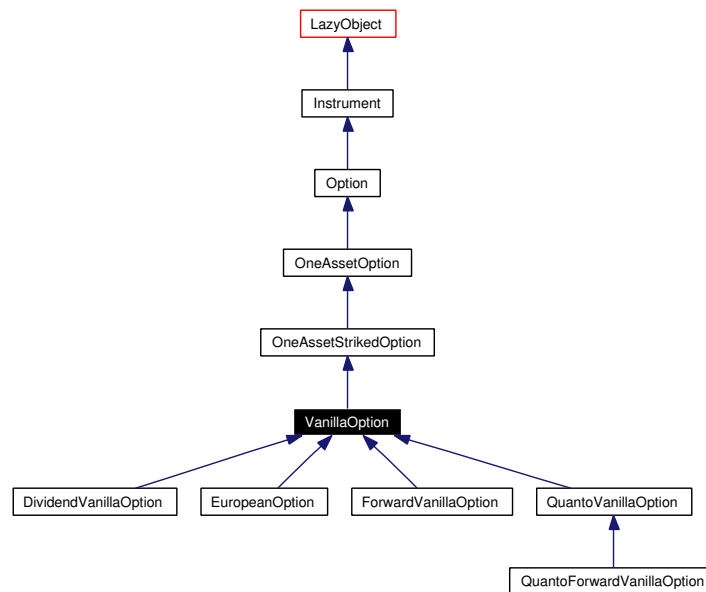 LazyObject
Instrument
Option
OneAssetOption
OneAssetStrikedOption
VanillaOption
DividendVanillaOption
EuropeanOption
ForwardVanillaOption
QuantoVanillaOption
QuantoForwardVanillaOption